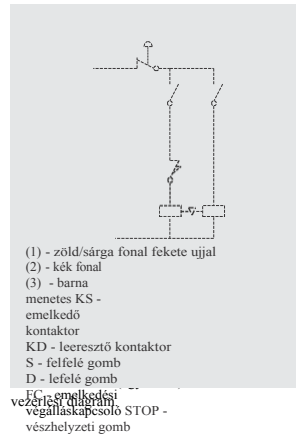 (1) - zöld/sárga fonal fekete ujjal
(2) - kék fonal
(3) - barna
menetes KS -
emelkedő
kontaktor
KD - leeresztő kontaktor
S - felfelé gomb
D - lefelé gomb
FC - emelkedési
vezérlési diagram.
végálláskapcsoló STOP -
vészhelyzeti gomb